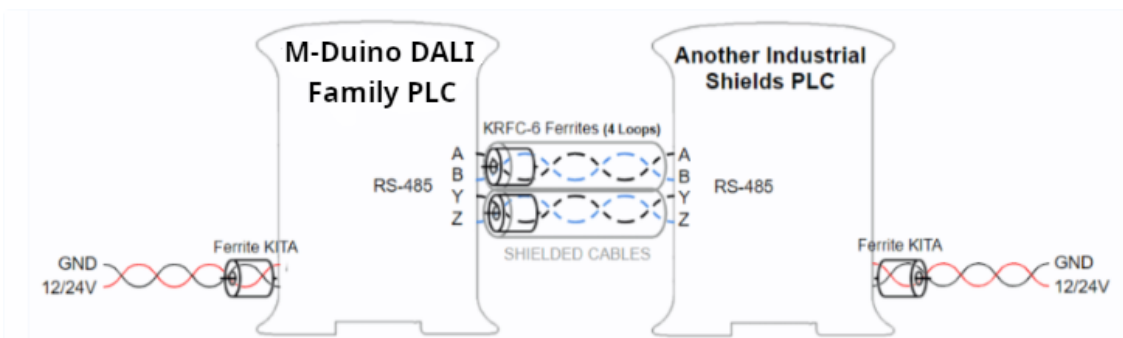 M-Duino DALI
Family PLC
Another Industrial
Shields PLC
KRFC-6 Ferrites (4 Loops)
A
B
Y
Z
RS-485
A
B
Y
Z
RS-485
SHIELDED CABLES
Ferrite KITA
GND
12/24V
Ferrite KITA
GND
12/24V